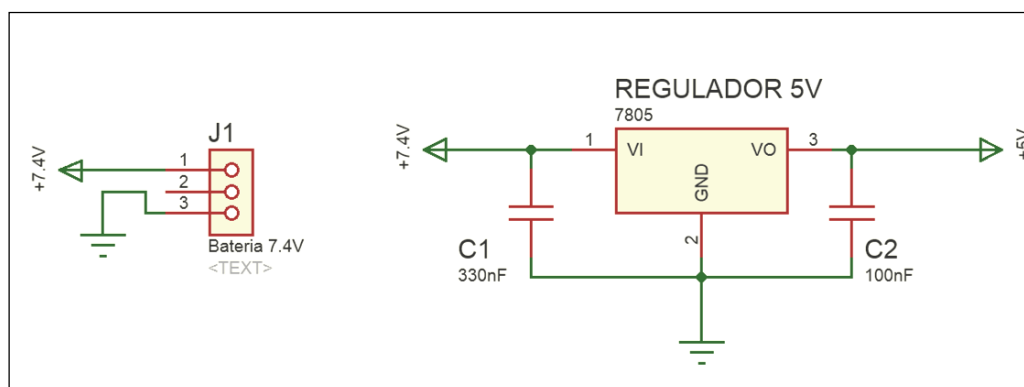 J1
+7.4V
1
2
3
Bateria 7.4V
<TEXT>
REGULADOR 5V
7805
+7.4V
1
VI
VO
3
+5V
GND
2
C1
330nF
C2
100nF